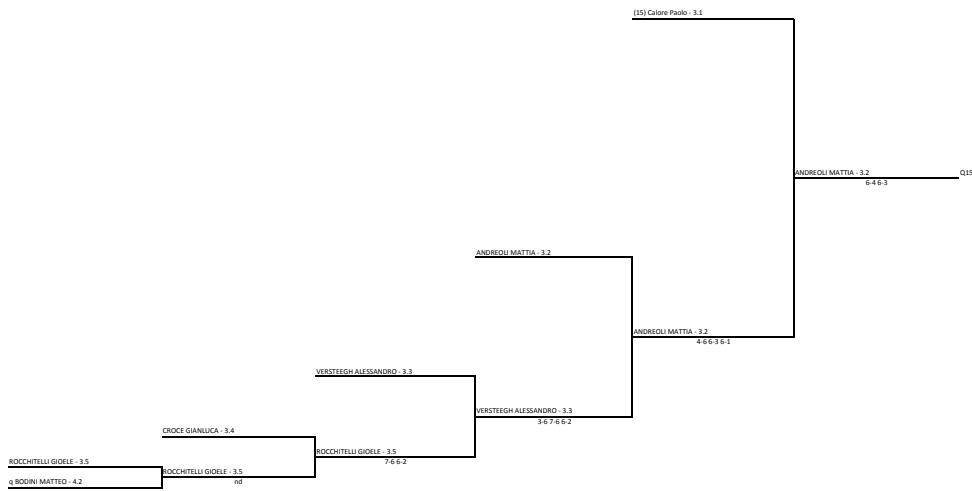 (15) Calore Paolo - 3.1
ANDREOLI MATTIA - 3.2
6-4 6-3
Q15
ANDREOLI MATTIA - 3.2
ANDREOLI MATTIA - 3.2
4-6 6-3 6-1
VERSTEEGH ALESSANDRO - 3.3
VERSTEEGH ALESSANDRO - 3.3
3-6 7-6 6-2
CROCE GIANLUCA - 3.4
ROCCHITELLI GIOELE - 3.5
7-6 6-2
ROCCHITELLI GIOELE - 3.5
ROCCHITELLI GIOELE - 3.5
nd
q BODINI MATTEO - 4.2